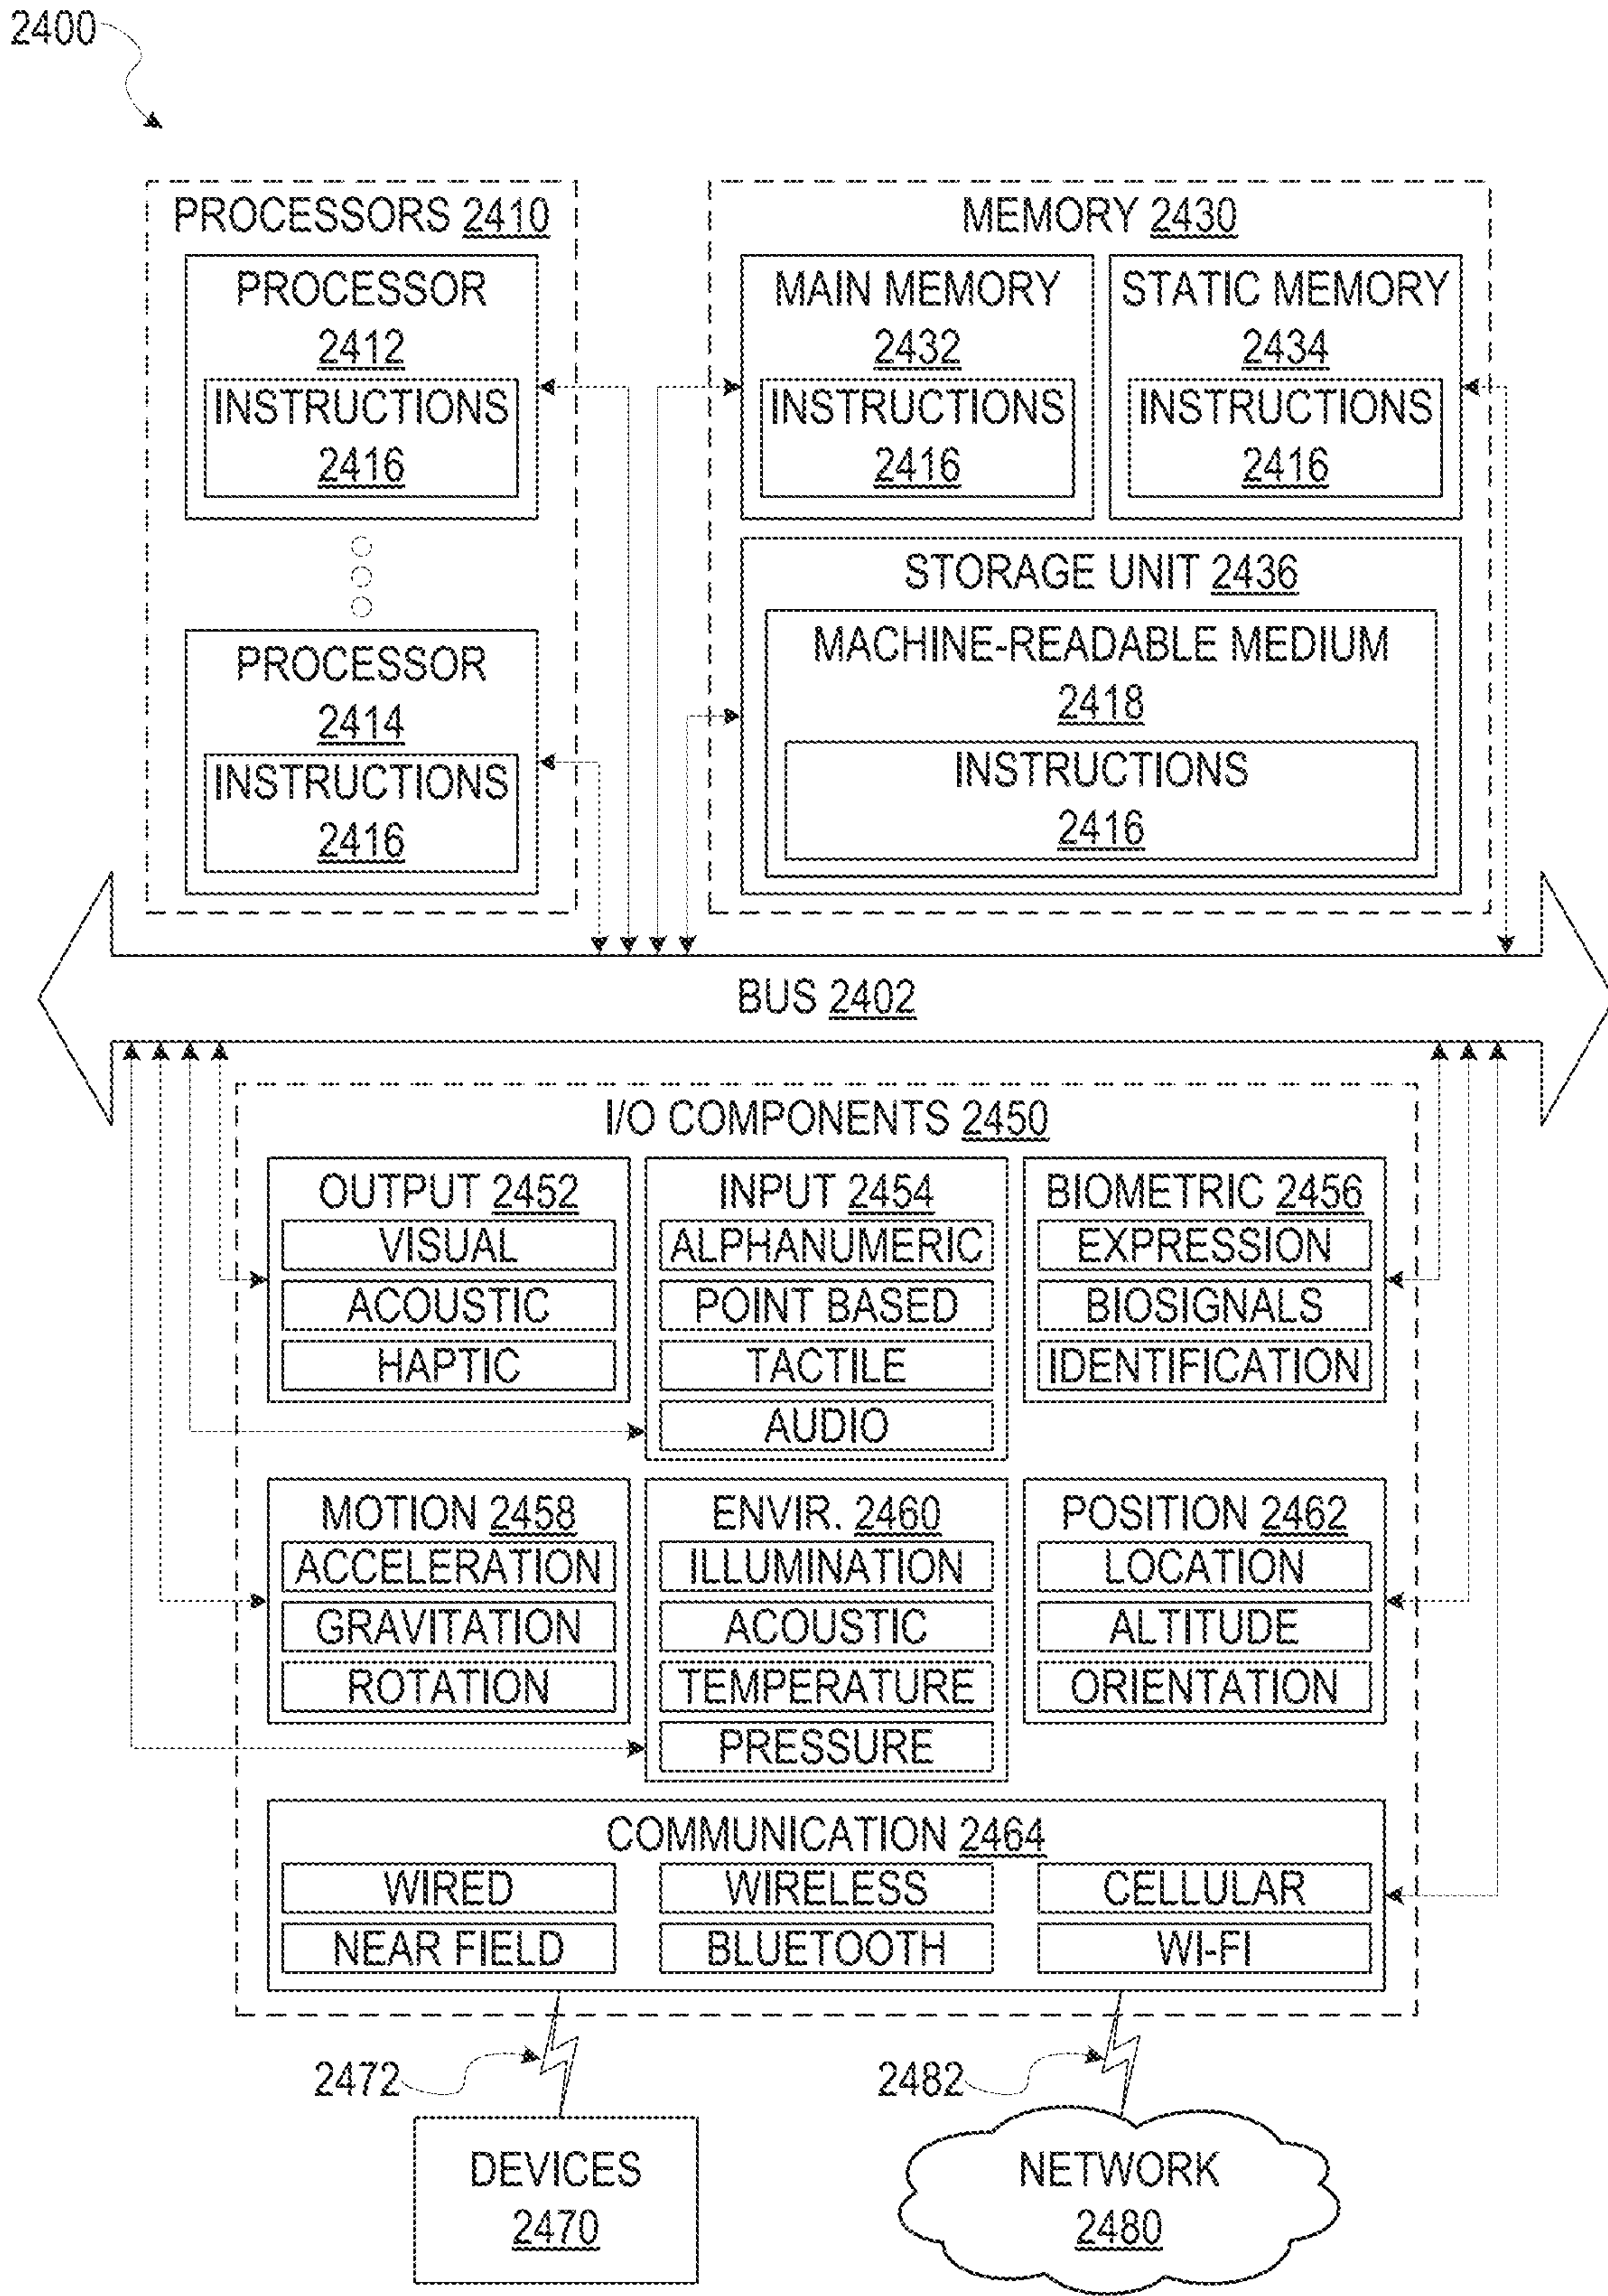 2400
PROCESSORS 2410
PROCESSOR
2412
INSTRUCTIONS
2416
PROCESSOR
2414
INSTRUCTIONS
2416
MEMORY 2430
MAIN MEMORY
2432
INSTRUCTIONS
2416
STATIC MEMORY
2434
INSTRUCTIONS
2416
STORAGE UNIT 2436
MACHINE-READABLE MEDIUM
2418
INSTRUCTIONS
2416
BUS 2402
I/O COMPONENTS 2450
OUTPUT 2452
VISUAL
ACOUSTIC
HAPTIC
INPUT 2454
ALPHANUMERIC
POINT BASED
TACTILE
AUDIO
BIOMETRIC 2456
EXPRESSION
BIOSIGNALS
IDENTIFICATION
MOTION 2458
ACCELERATION
GRAVITATION
ROTATION
ENVIR. 2460
ILLUMINATION
ACOUSTIC
TEMPERATURE
PRESSURE
POSITION 2462
LOCATION
ALTITUDE
ORIENTATION
COMMUNICATION 2464
WIRED
WIRELESS
CELLULAR
NEAR FIELD
BLUETOOTH
WI-FI
2472
2482
DEVICES
2470
NETWORK
2480